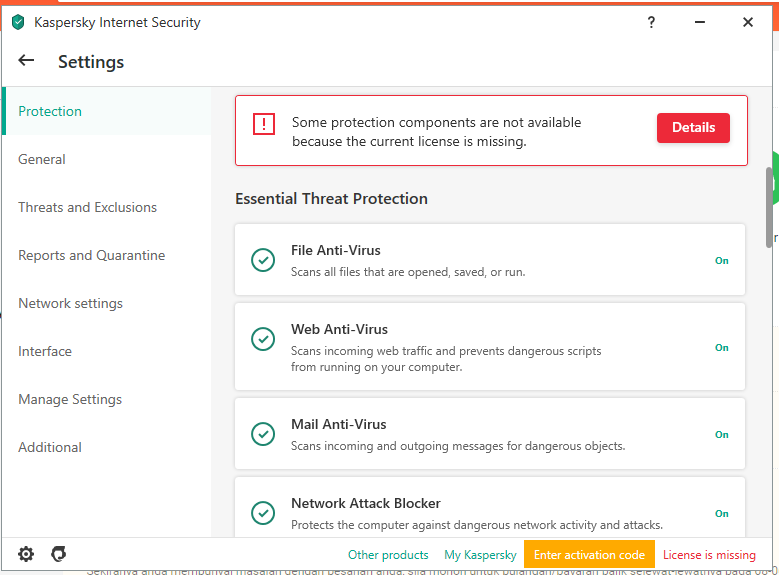 Kaspersky Internet Security
?
Settings
Protection
General
Threats and Exclusions
Reports and Quarantine
Network settings
Interface
Manage Settings
Additional
Some protection components are not available
because the current license is missing.
Details
Essential Threat Protection
File Anti-Virus
Scans all files that are opened, saved, or run.
On
Web Anti-Virus
Scans incoming web traffic and prevents dangerous scripts
from running on your computer.
On
Mail Anti-Virus
Scans incoming and outgoing messages for dangerous objects.
On
Network Attack Blocker
Protects the computer against dangerous network activity and attacks.
On
Other products
My Kaspersky
Enter activation code
License is missing